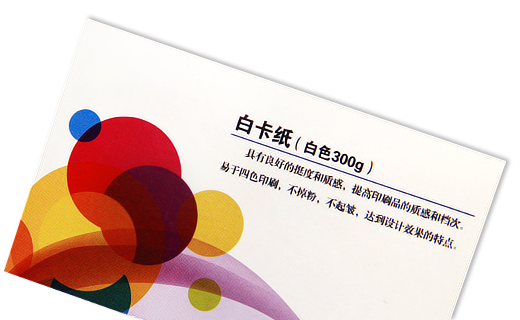 白卡纸(白色300g)
具有良好的挺度和质感，提高印刷品的质感和档次。
易于四色印刷，不掉粉，不起皱，达到设计效果的特点。